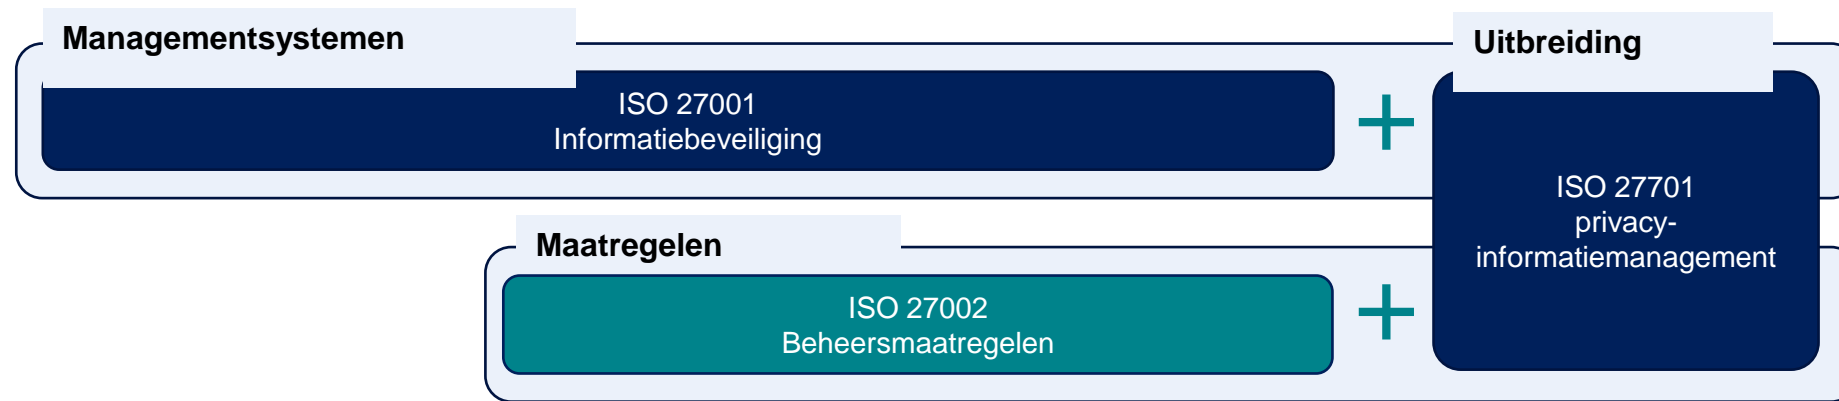 Managementsystemen
Uitbreiding
ISO 27001
Informatiebeveiliging
ISO 27701
privacy-
informatiemanagement
Maatregelen
ISO 27002
Beheersmaatregelen